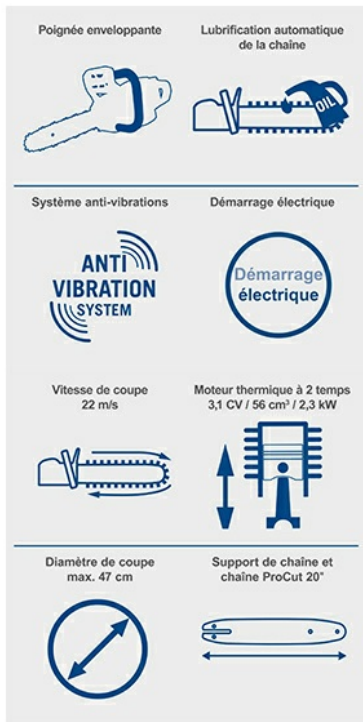 Poignée enveloppante
Lubrification automatique
de la chaîne
OIL
Système anti-vibrations
Démarrage électrique
ANTI
VIBRATION
SYSTEM
Démarrage
électrique
Vitesse de coupe
22 m/s
Moteur thermique à 2 temps
3,1 CV / 56 cm³ / 2,3 kW
Diamètre de coupe
max. 47 cm
Support de chaîne et
chaîne ProCut 20"